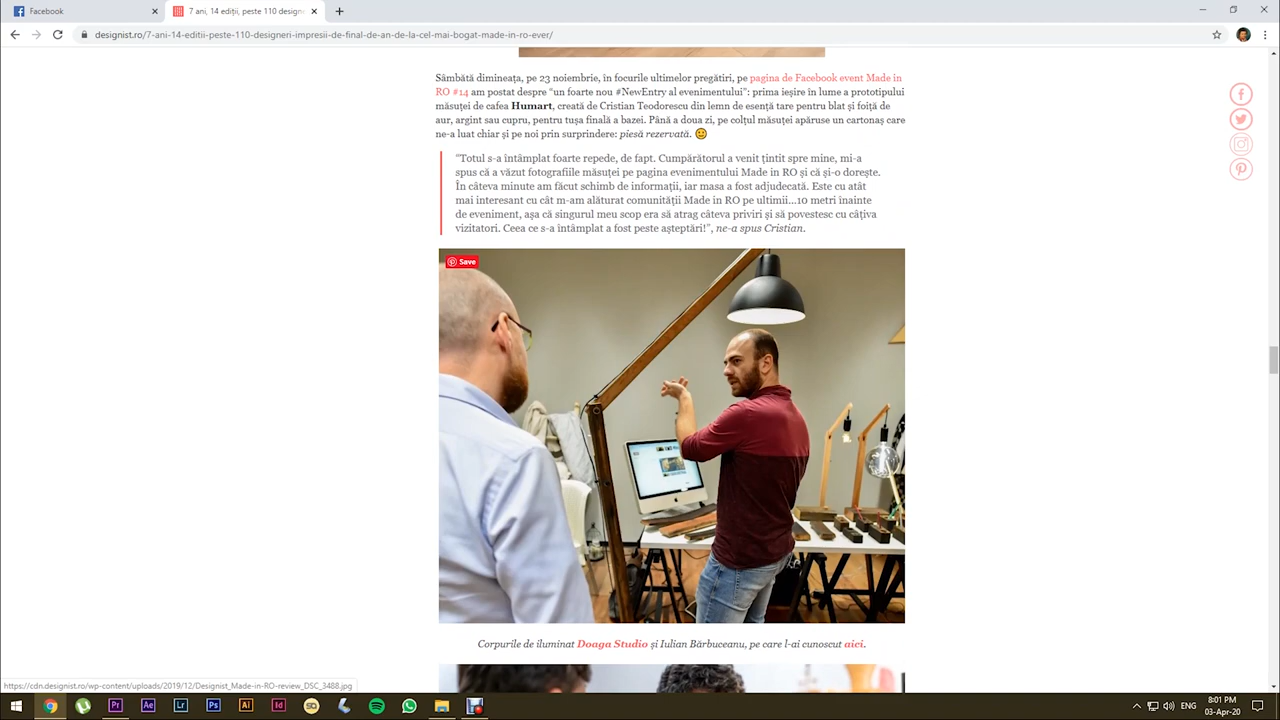 Facebook
7 ani, 14 ediții, peste 110 designe
designist.ro/7-ani-14-editii-peste-110-designeri-impresii-de-final-de-an-de-la-cel-mai-bogat-made-in-ro-ever/
Sâmbătă dimineața, pe 23 noiembrie, în focurile ultimelor pregătiri, pe pagina de Facebook event Made in
RO #14 am postat despre “un foarte nou #NewEntry al evenimentului”: prima ieșire în lume a prototipului
măsuței de cafea Humart, creată de Cristian Teodorescu din lemn de esență tare pentru blat și foiță de
aur, argint sau cupru, pentru tușa finală a bazei. Până a doua zi, pe colțul măsuței apăruse un cartonaș care
ne-a luat chiar și pe noi prin surprindere: piesă rezervată.
“Totul s-a întâmplat foarte repede, de fapt. Cumpărătorul a venit țintit spre mine, mi-a
spus că a văzut fotografiile măsuței pe pagina evenimentului Made in RO și că și-o dorește.
În câteva minute am făcut schimb de informații, iar masa a fost adjudecată. Este cu atât
mai interesant cu cât m-am alăturat comunității Made in RO pe ultimii...10 metri înainte
de eveniment, așa că singurul meu scop era să atrag câteva priviri și să povestesc cu câțiva
vizitatori. Ceea ce s-a întâmplat a fost peste așteptări!”, ne-a spus Cristian.
Save
Corpurile de iluminat Doaga Studio și Iulian Bărbuceanu, pe care l-ai cunoscut aici.
https://cdn.designist.ro/wp-content/uploads/2019/12/Designist_Made-in-RO-review_DSC_3488.jpg
Pr
Ae
Lr
Ps
Ai
Id
ENG
8:01 PM
03-Apr-20